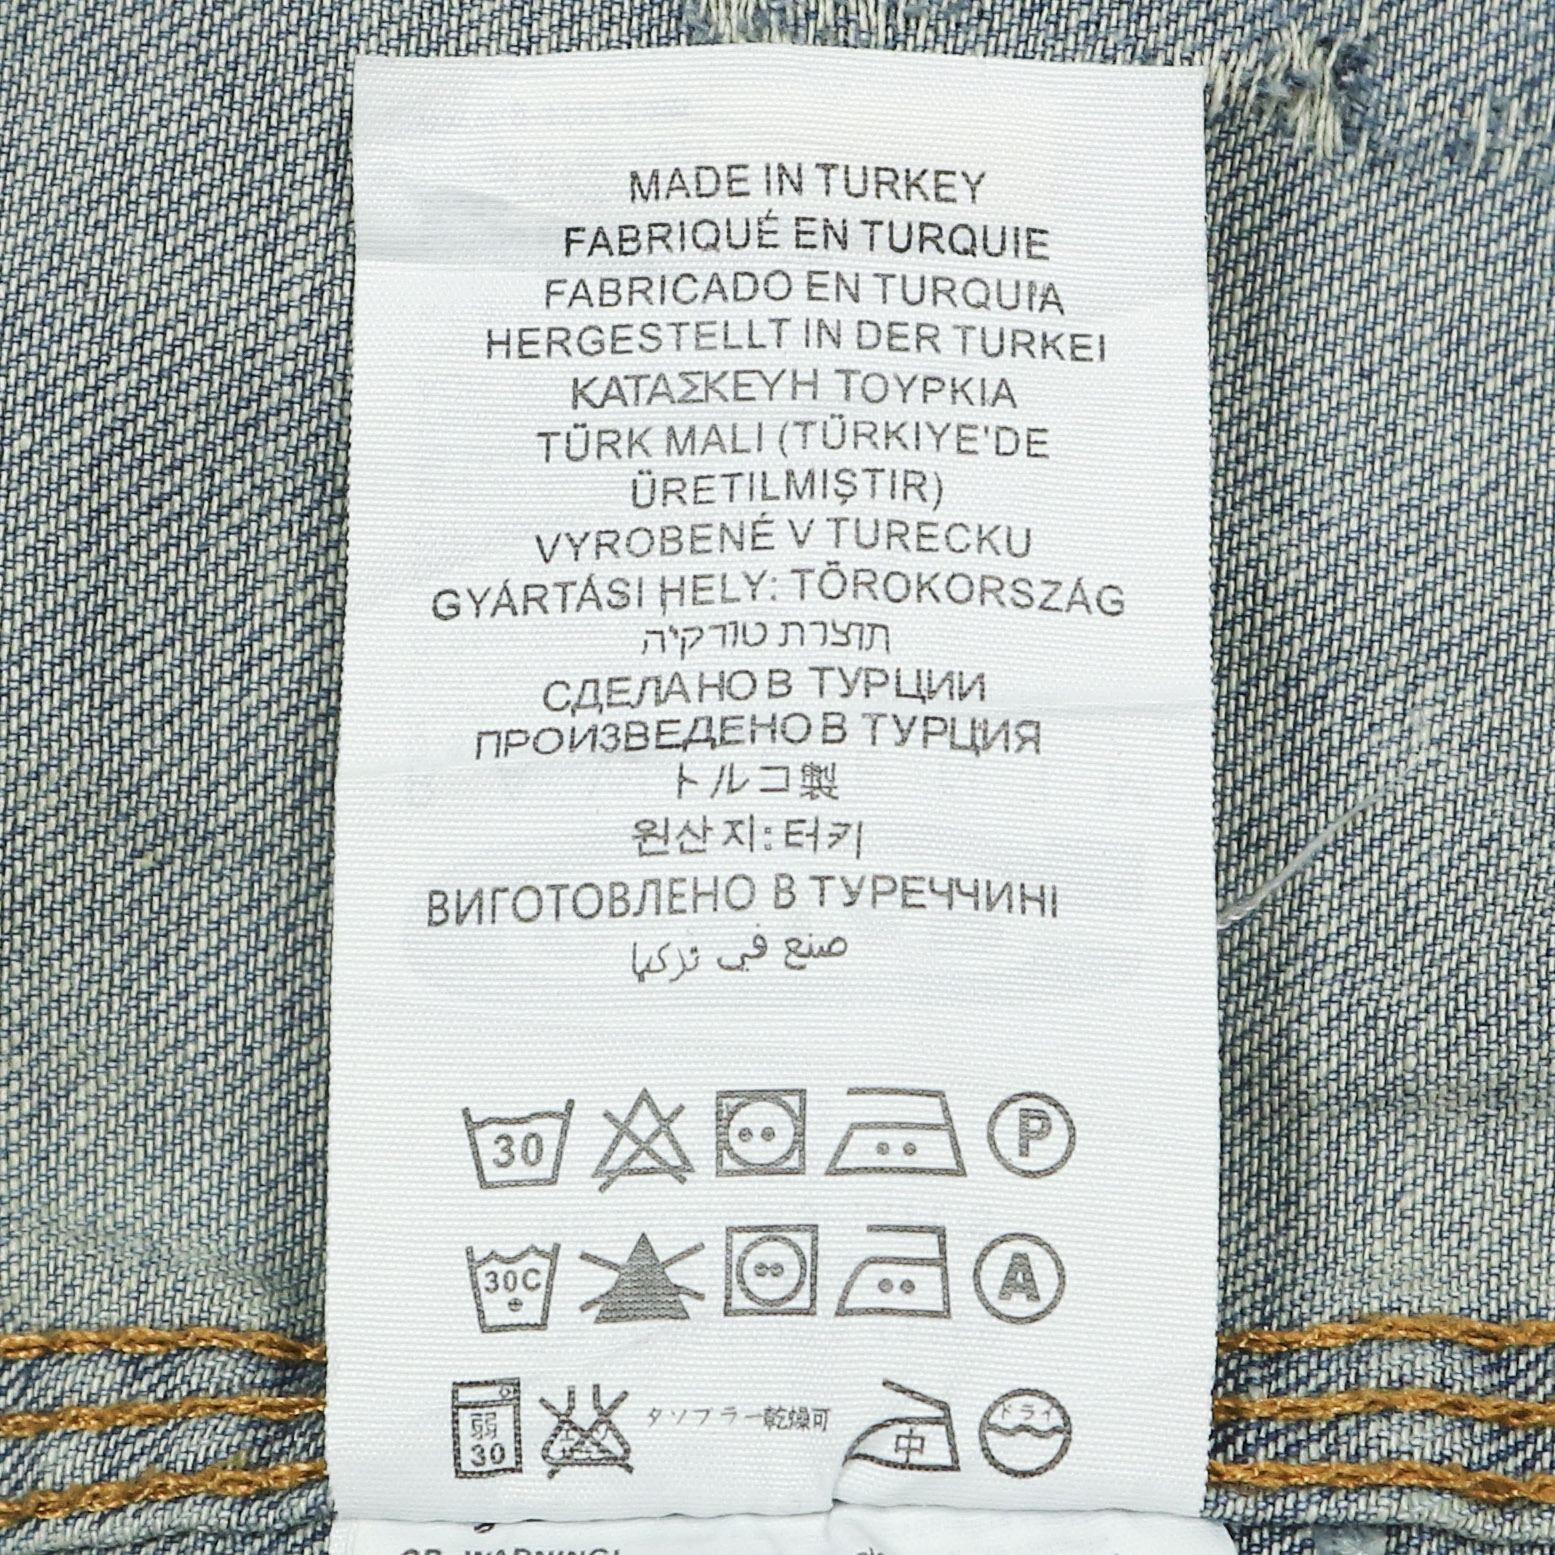 MADE IN TURKEY
FABRIQUÉ EN TURQUIE
FABRICADO EN TURQUIA
HERGESTELLT IN DER TURKEI
ΚΑΤΑΣΚΕΥΗ ΤΟΥΡΚΙΑ
TÜRK MALI (TÜRKIYE'DE
ÜRETILMIŞTIR)
VYROBENÉ V TURECKU
GYÁRTÁSI HELY: TÖROKORSZÁG
תוצרת טורקיה
СДЕЛАНО В ТУРЦИИ
ПРОИЗВЕДЕНО В ТУРЦИЯ
トルコ製
원산지:터키
ВИГОТОВЛЕНО В ТУРЕЧЧИНІ
صنع في تركيا
30 P
30C A
弱 30 タンブラー乾燥可 中 ドライ
OR WARNING!